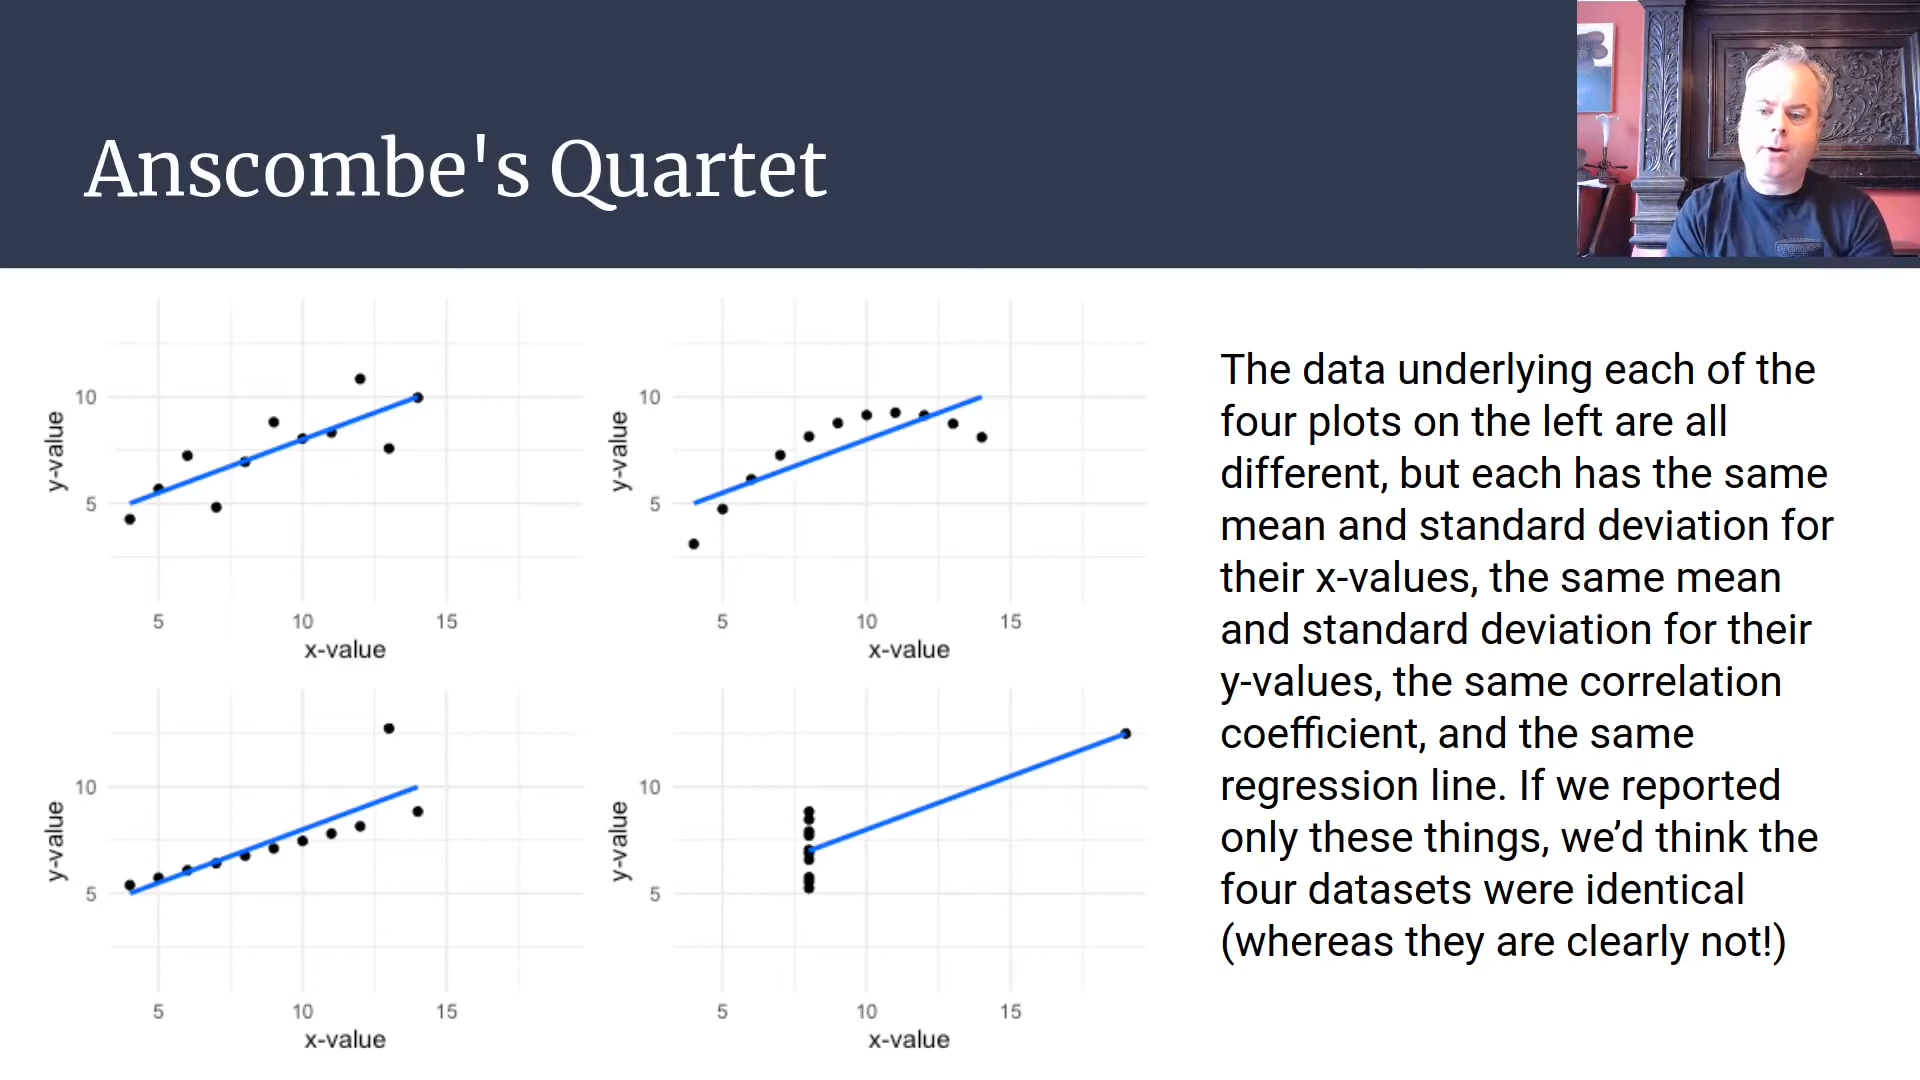 Anscombe's Quartet
10
5
y-value
5 10 15
x-value
10
5
y-value
5 10 15
x-value
10
5
y-value
5 10 15
x-value
10
5
y-value
5 10 15
x-value
The data underlying each of the
four plots on the left are all
different, but each has the same
mean and standard deviation for
their x-values, the same mean
and standard deviation for their
y-values, the same correlation
coefficient, and the same
regression line. If we reported
only these things, we’d think the
four datasets were identical
(whereas they are clearly not!)